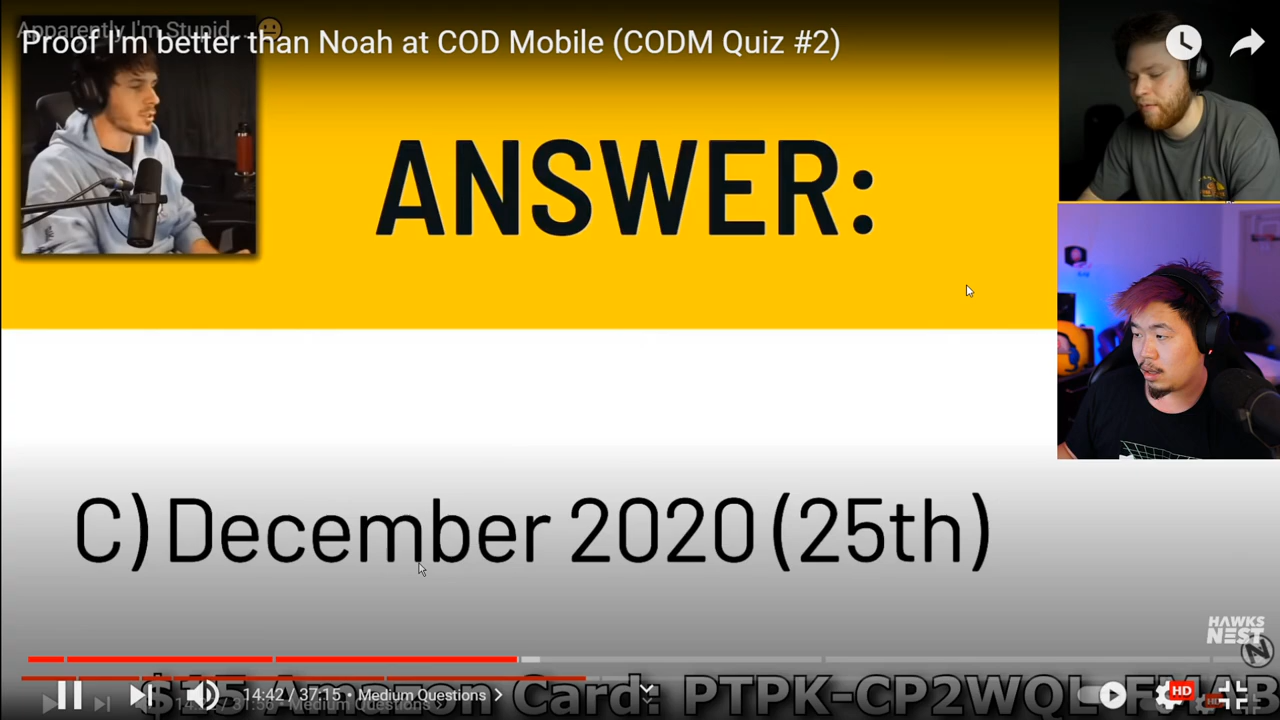 Apparently I'm Stupid...
Proof I'm better than Noah at COD Mobile (CODM Quiz #2)
ANSWER:
C) December 2020 (25th)
HAWKS
NEST
14:42 / 37:15 • Medium Questions >
HD
$15 Amazon Card: PTPK-CP2WQL-F